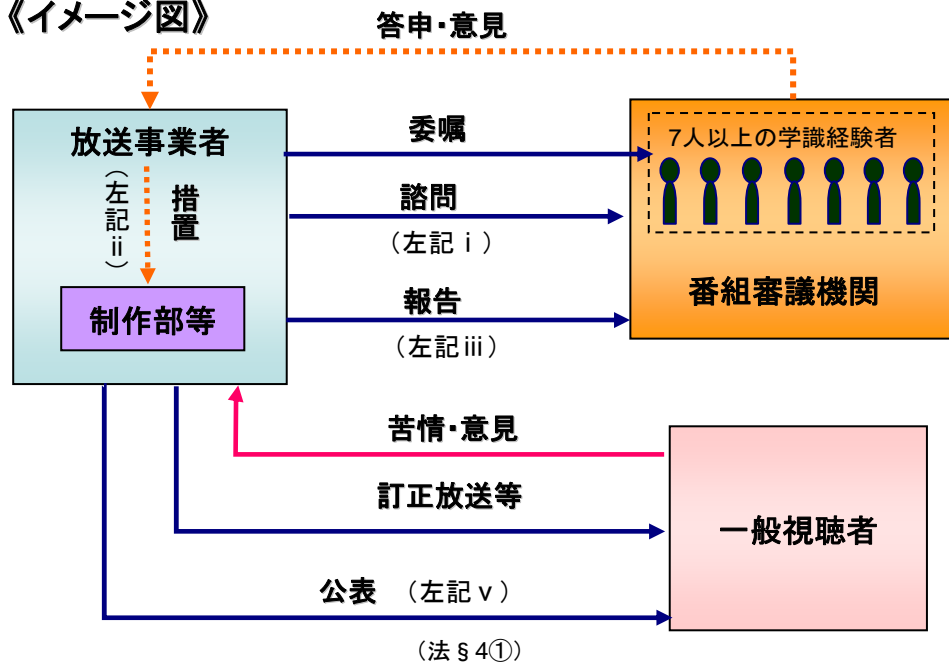 《イメージ図》
答申・意見
放送事業者
（左記ⅱ）
措置
制作部等
委嘱
諮問
（左記ⅰ）
報告
（左記ⅲ）
7人以上の学識経験者
番組審議機関
苦情・意見
訂正放送等
公表 （左記ⅴ）
（法§4①）
一般視聴者